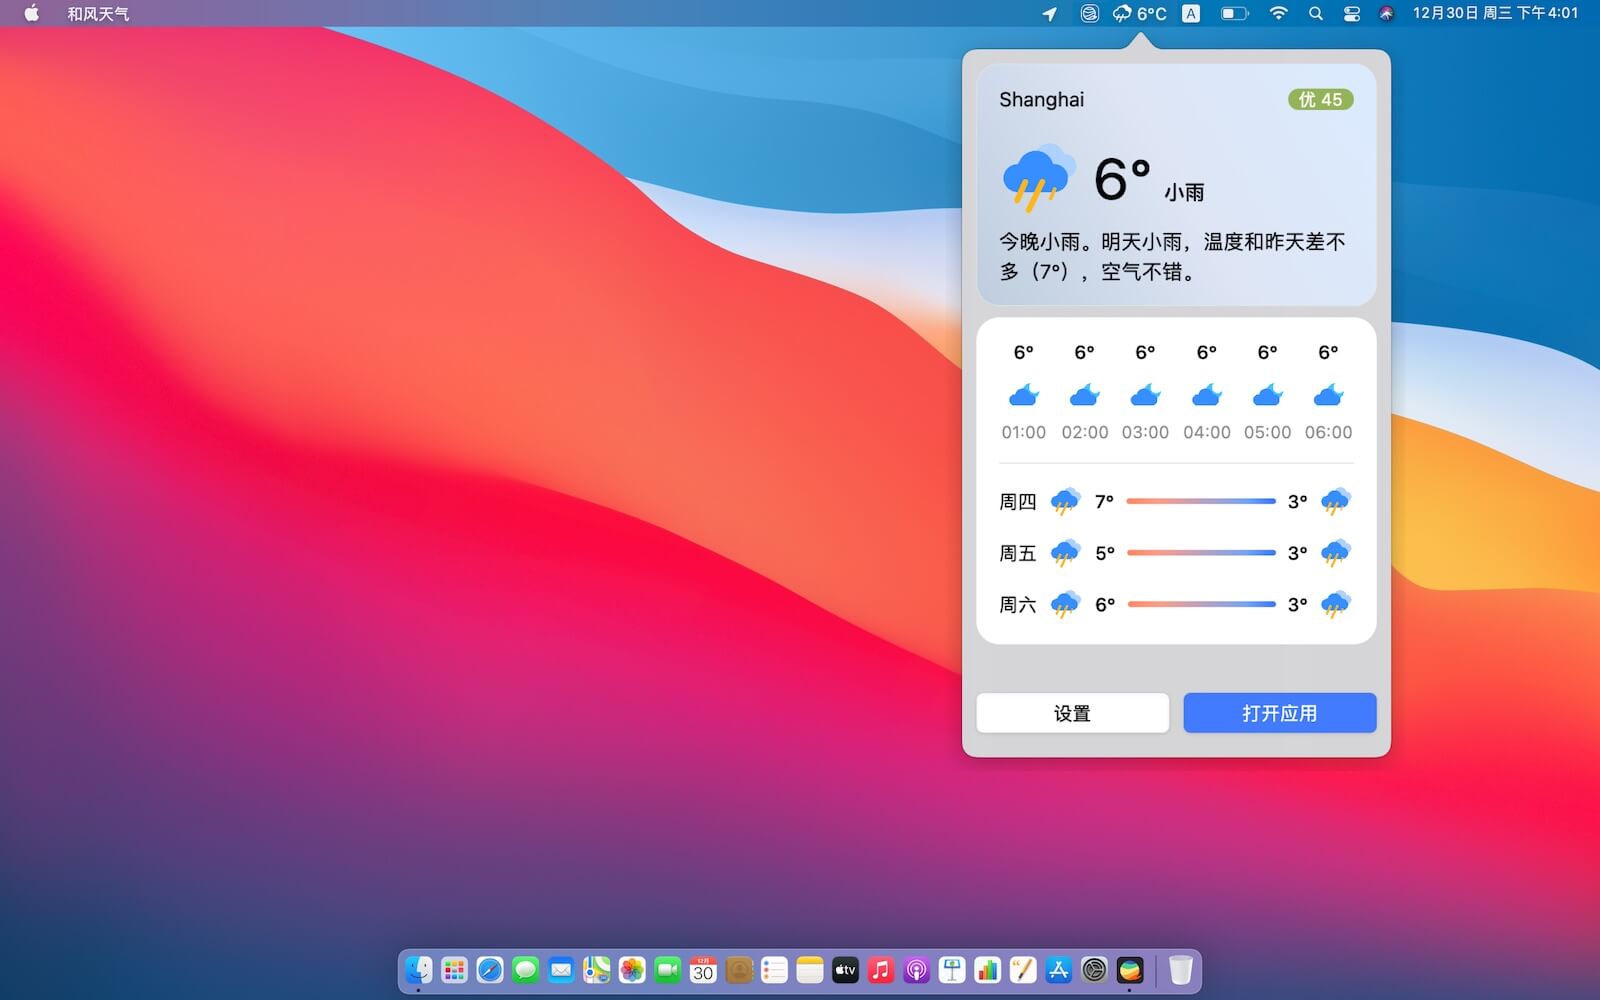 和风天气
6°C A 12月30日 周三 下午4:01
Shanghai
优 45
6° 小雨
今晚小雨。明天小雨，温度和昨天差不
多（7°），空气不错。
6° 6° 6° 6° 6° 6°
01:00 02:00 03:00 04:00 05:00 06:00
周四 7° 3°
周五 5° 3°
周六 6° 3°
设置
打开应用
12月
30
tv